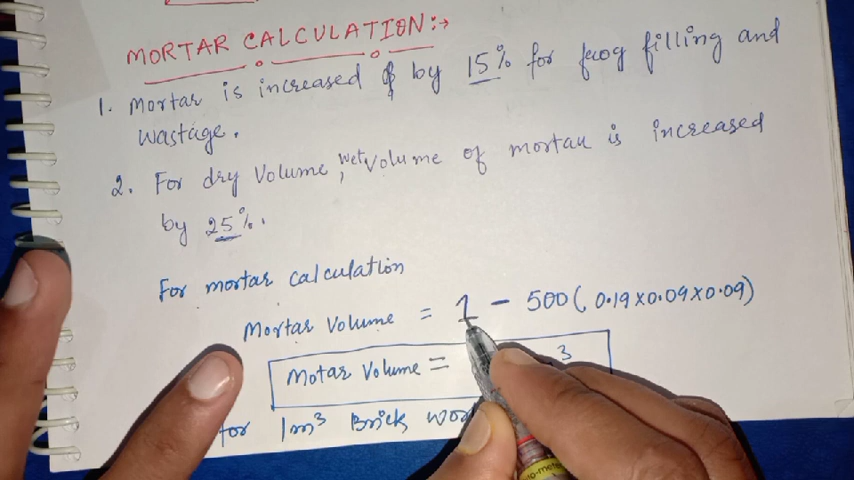 MORTAR CALCULATION:→
1. Mortar is increased by 15% for frog filling and
wastage.
2. For dry volume, wet volume of mortar is increased
by 25%.
For mortar calculation
Mortar Volume = 1 - 500 (0.19×0.09×0.09)
Motar Volume = 3
for 1m³ Brick wor